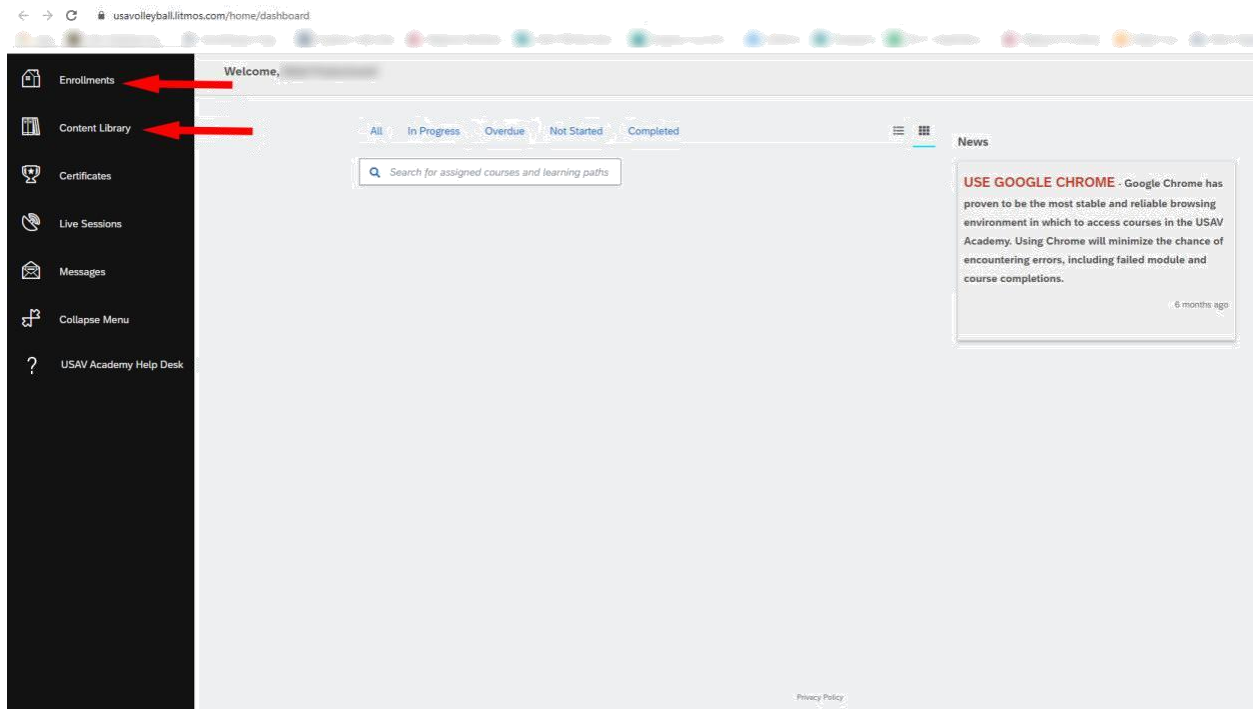 usavolleyball.litmos.com/home/dashboard
Enrollments
Welcome,
Content Library
All In Progress Overdue Not Started Completed
News
Search for assigned courses and learning paths
Certificates
USE GOOGLE CHROME - Google Chrome has
proven to be the most stable and reliable browsing
environment in which to access courses in the USAV
Academy. Using Chrome will minimize the chance of
encountering errors, including failed module and
course completions.
6 months ago
Live Sessions
Messages
Collapse Menu
? USAV Academy Help Desk
Privacy Policy